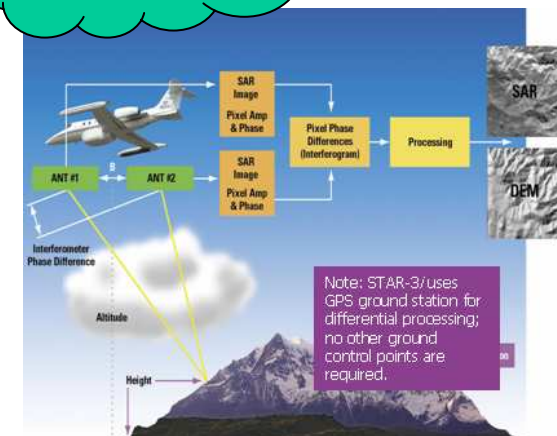 SAR
Image
Pixel Amp
& Phase
Pixel Phase
Differences
(Interferogram)
Processing
SAR
DEM
ANT #1
B
ANT #2
SAR
Image
Pixel Amp
& Phase
Interferometer
Phase Difference
Altitude
Height
Note: STAR-3i uses
GPS ground station for
differential processing;
no other ground
control points are
required.